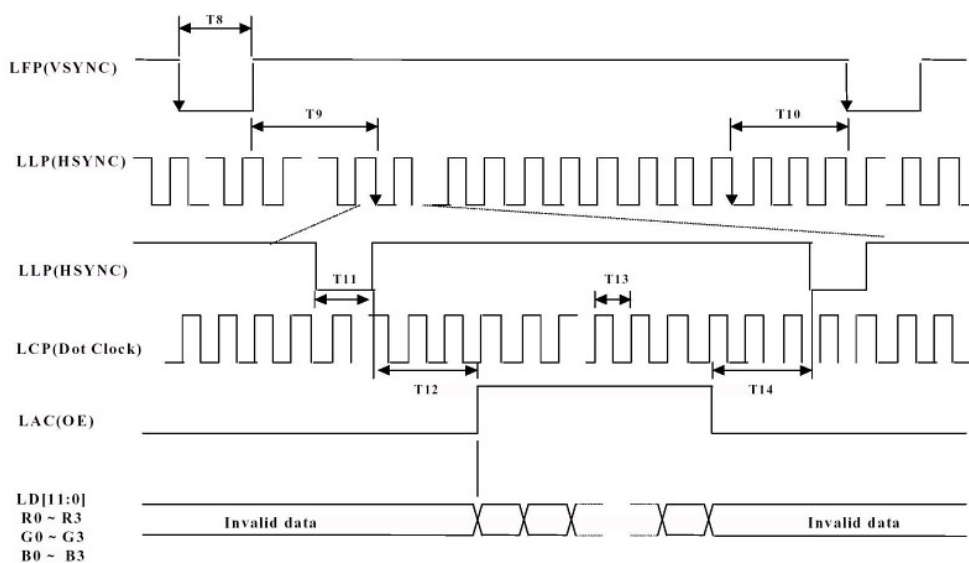 T8
LFP(VSYNC)
T9
T10
LLP(HSYNC)
LLP(HSYNC)
T11
T13
LCP(Dot Clock)
T12
T14
LAC(OE)
LD[11:0]
R0 ~ R3
Invalid data
Invalid data
G0 ~ G3
B0 ~ B3